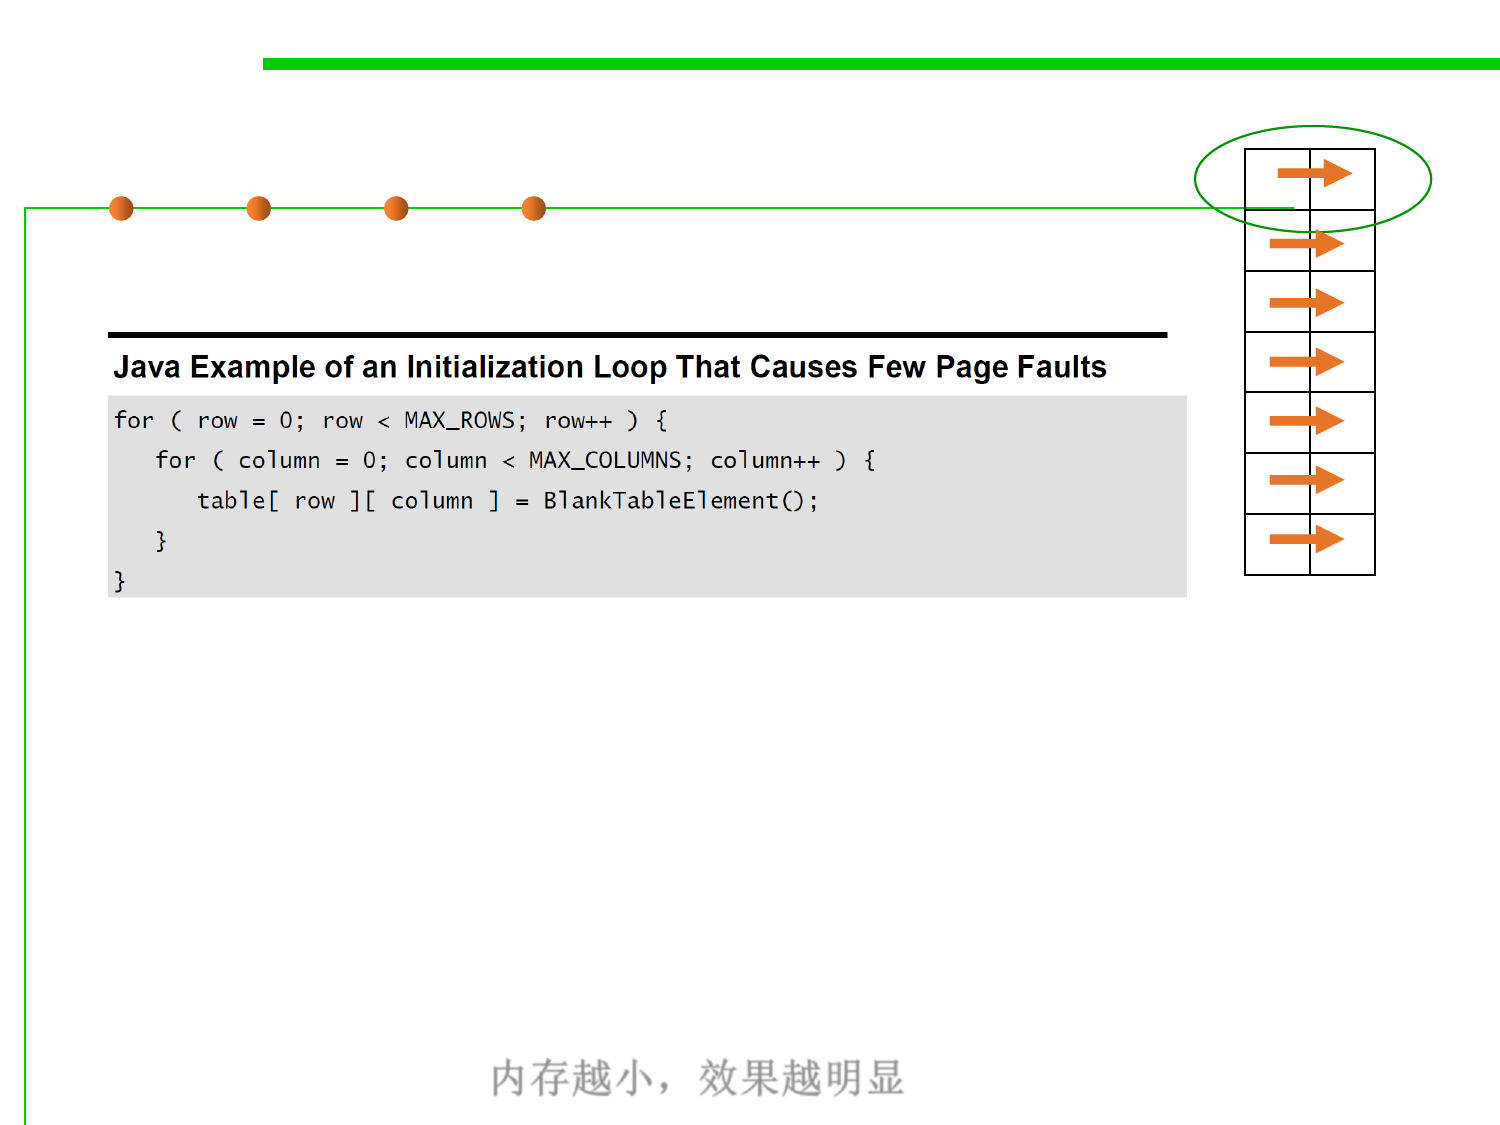 Java Example of an Initialization Loop That Causes Few Page Faults
for ( row = 0; row < MAX_ROWS; row++ ) {
for ( column = 0; column < MAX_COLUMNS; column++ ) {
table[ row ][ column ] = BlankTableElement();
}
}
内存越小，效果越明显